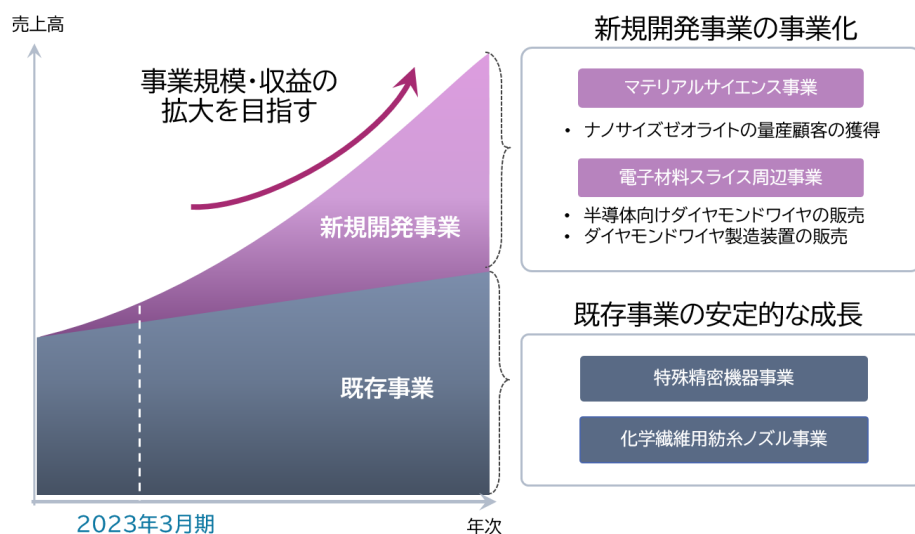 売上高
事業規模・収益の
拡大を目指す
新規開発事業
既存事業
2023年3月期
年次
新規開発事業の事業化
マテリアルサイエンス事業
• ナノサイズゼオライトの量産顧客の獲得
電子材料スライス周辺事業
• 半導体向けダイヤモンドワイヤの販売
• ダイヤモンドワイヤ製造装置の販売
既存事業の安定的な成長
特殊精密機器事業
化学繊維用紡糸ノズル事業